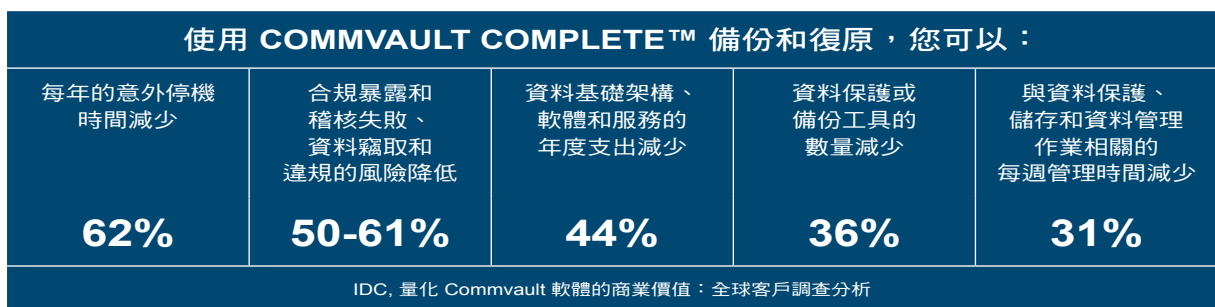 使用 COMMVAULT COMPLETE™ 備份和復原，您可以：
每年的意外停機
時間減少
62%
合規暴露和
稽核失敗、
資料竊取和
違規的風險降低
50-61%
資料基礎架構、
軟體和服務的
年度支出減少
44%
資料保護或
備份工具的
數量減少
36%
與資料保護、
儲存和資料管理
作業相關的
每週管理時間減少
31%
IDC, 量化 Commvault 軟體的商業價值：全球客戶調查分析